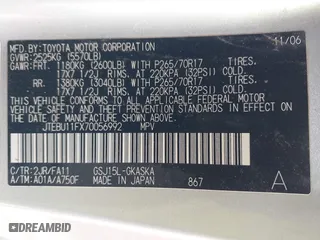 MFD. BY: TOYOTA MOTOR CORPORATION 11/06
GVWR: 2525KG (5570LB)
GAWR: FRT. 1180KG (2600LB) WITH P265/70R17 TIRES,
17X7 1/2J RIMS, AT 220KPA (32PSI) COLD
RR. 1380KG (3040LB) WITH P265/70R17 TIRES,
17X7 1/2J RIMS, AT 220KPA (32PSI) COLD
THIS VEHICLE CONFORMS TO ALL APPLICABLE
FEDERAL MOTOR VEHICLE SAFETY STANDARDS IN
EFFECT ON THE DATE OF MANUFACTURE SHOWN ABOVE.
JTEBU11FX70056992 MPV
C/TR: 2JR/FA11 GSJ15L-GKASKA
A/TM: A01A/A750F MADE IN JAPAN 867
© DREAMBID